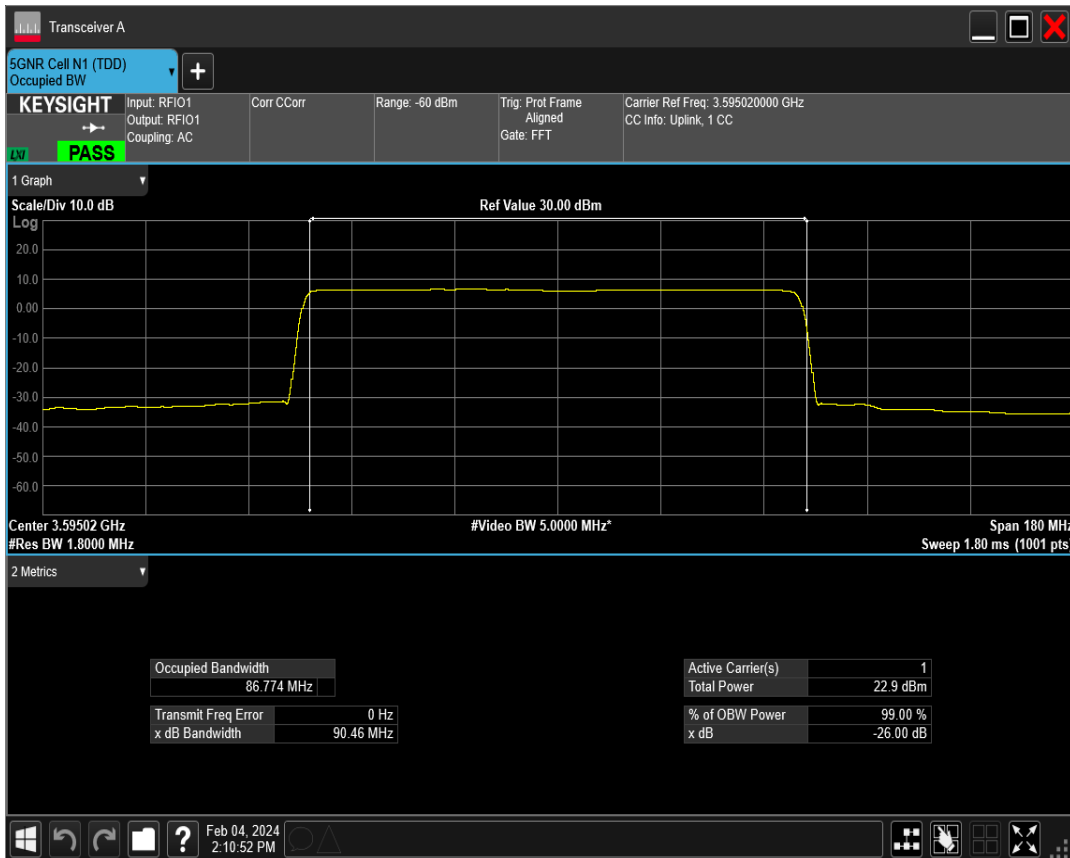 Transceiver A
5GNR Cell N1 (TDD)
Occupied BW
+
KEYSIGHT
LXI
PASS
Input: RFIO1
Output: RFIO1
Coupling: AC
Corr CCorr
Range: -60 dBm
Trig: Prot Frame
Aligned
Gate: FFT
Carrier Ref Freq: 3.595020000 GHz
CC Info: Uplink, 1 CC
1 Graph
Scale/Div 10.0 dB
Ref Value 30.00 dBm
Log
20.0
10.0
0.00
-10.0
-20.0
-30.0
-40.0
-50.0
-60.0
Center 3.59502 GHz
#Video BW 5.0000 MHz*
Span 180 MHz
#Res BW 1.8000 MHz
Sweep 1.80 ms (1001 pts)
2 Metrics
Occupied Bandwidth
86.774 MHz
Transmit Freq Error 0 Hz
x dB Bandwidth 90.46 MHz
Active Carrier(s) 1
Total Power 22.9 dBm
% of OBW Power 99.00 %
x dB -26.00 dB
?
Feb 04, 2024
2:10:52 PM